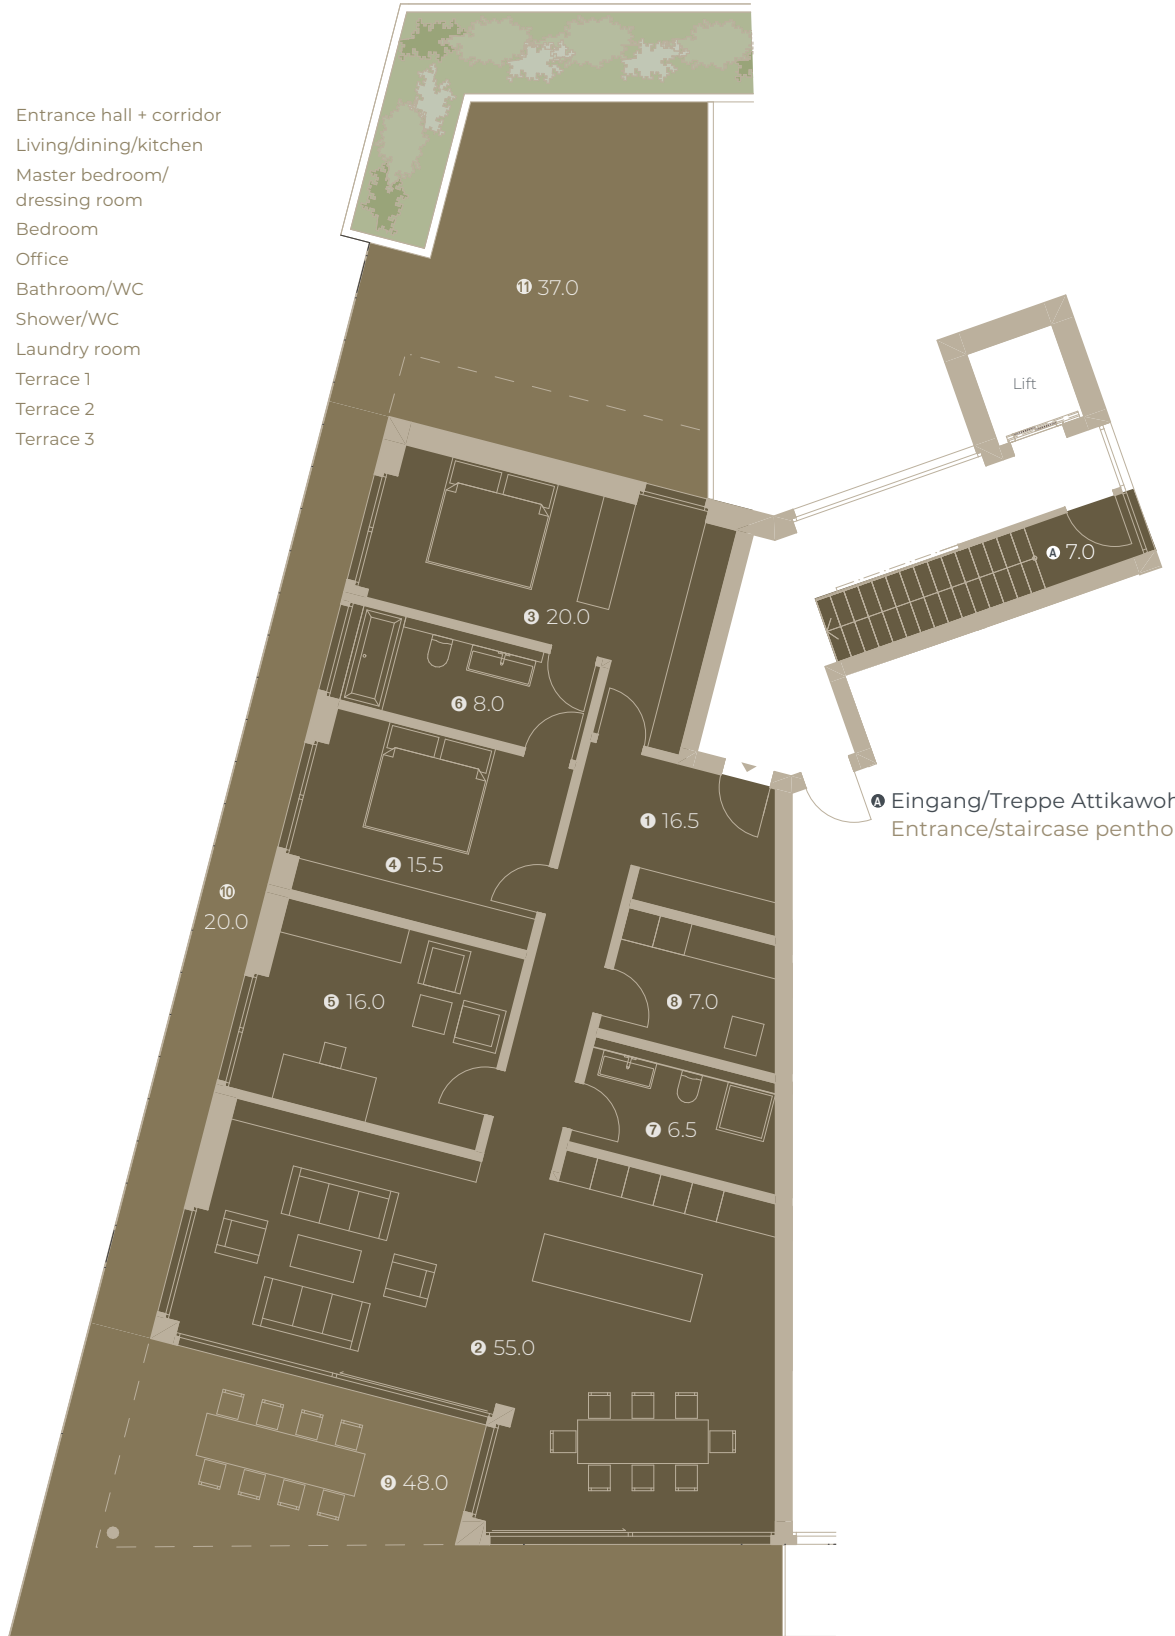 Entrance hall + corridor
Living/dining/kitchen
Master bedroom/
dressing room
Bedroom
Office
Bathroom/WC
Shower/WC
Laundry room
Terrace 1
Terrace 2
Terrace 3
11 37.0
Lift
A 7.0
3 20.0
6 8.0
1 16.5
A Eingang/Treppe Attikawoh
Entrance/staircase pentho
4 15.5
10
20.0
5 16.0
8 7.0
7 6.5
2 55.0
9 48.0